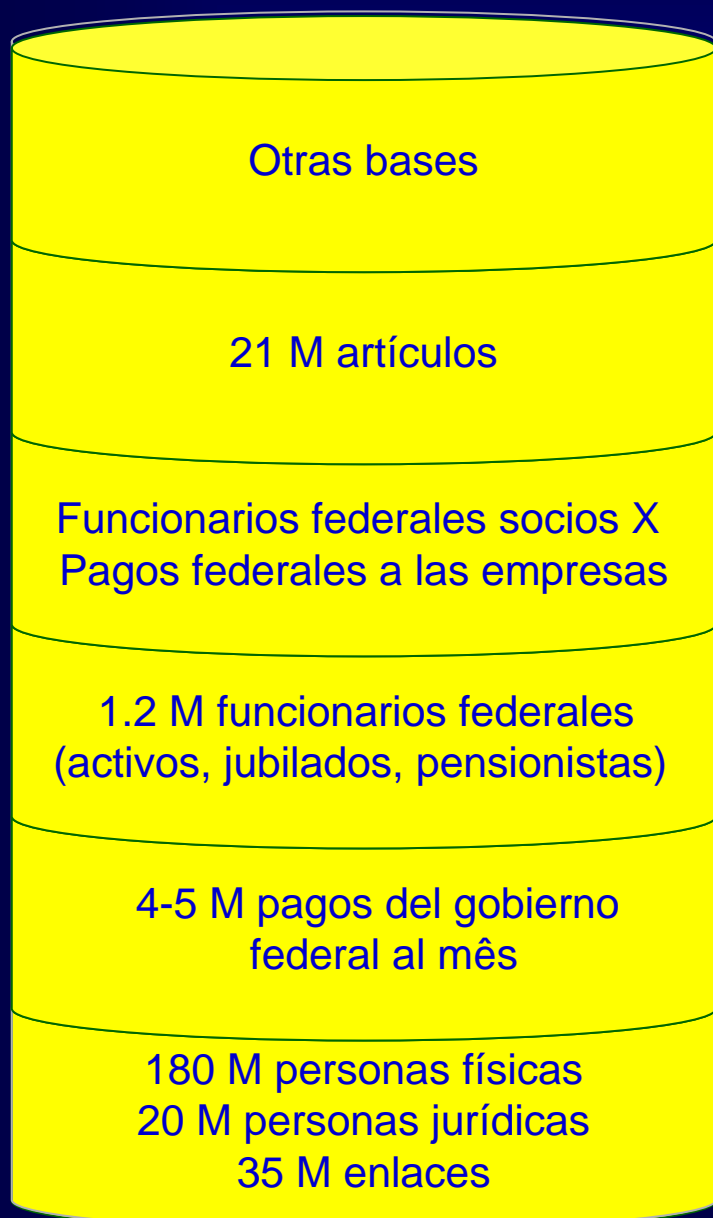 Otras bases
21 M artículos
Funcionarios federales socios X
Pagos federales a las empresas
1.2 M funcionarios federales
(activos, jubilados, pensionistas)
4-5 M pagos del gobierno
federal al mês
180 M personas físicas
20 M personas jurídicas
35 M enlaces